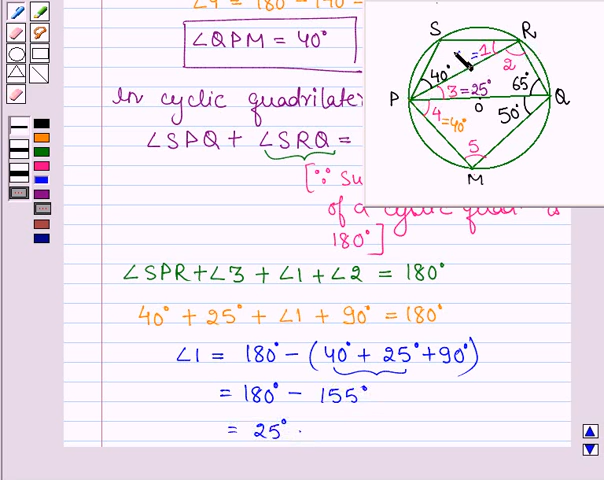 ∠QPM = 40°
In cyclic
∠SPQ + ∠SRQ =
[∵
of a cyclic quad is
180°]
∠SPR+∠3 + ∠1 + ∠2 = 180°
40° + 25° + ∠1 + 90° = 180°
∠1 = 180° - (40° + 25° + 90°)
= 180° - 155°
= 25°.
S R
=1
2
40°
3=25°
65°
P O Q
4=40°
50°
5
M